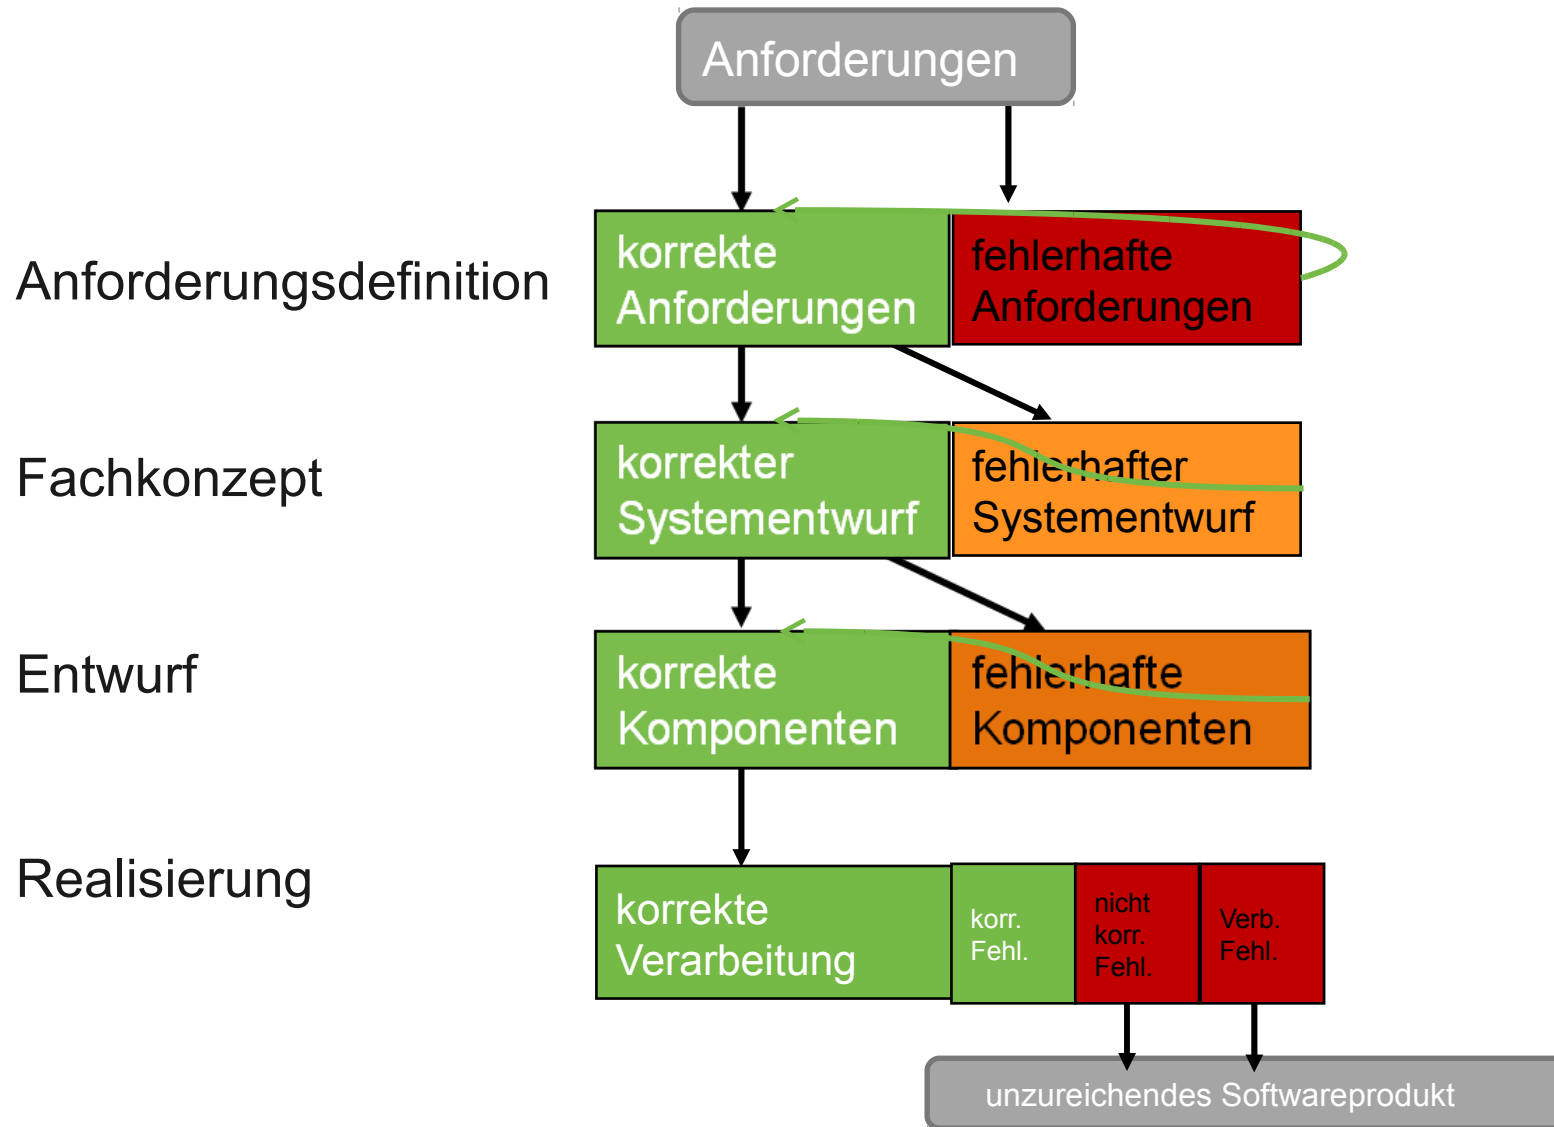 Anforderungen
Anforderungsdefinition
korrekte
Anforderungen
fehlerhafte
Anforderungen
Fachkonzept
korrekter
Systementwurf
fehlerhafter
Systementwurf
Entwurf
korrekte
Komponenten
fehlerhafte
Komponenten
Realisierung
korrekte
Verarbeitung
korr.
Fehl.
nicht
korr.
Fehl.
Verb.
Fehl.
unzureichendes Softwareprodukt